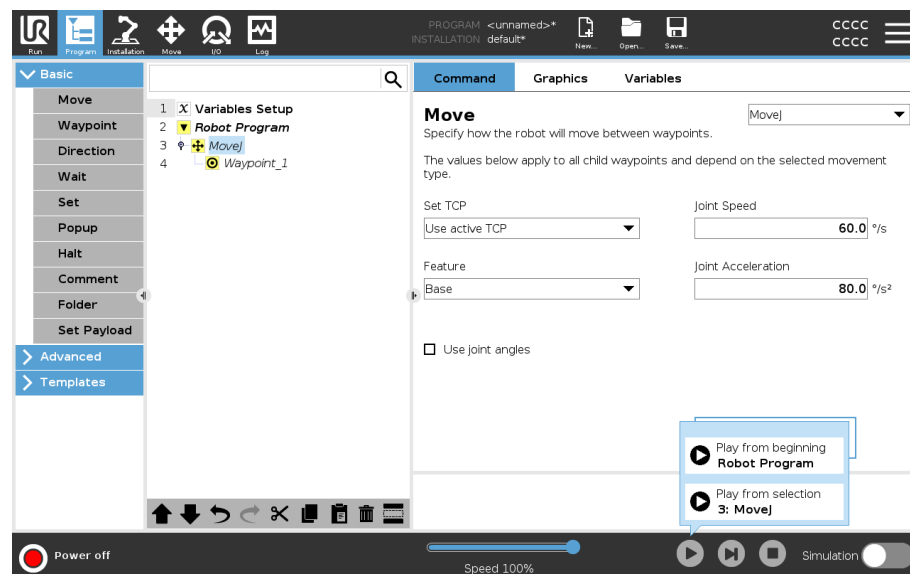 UR
Run
Program
Installation
Move
I/O
Log
PROGRAM <unnamed>*
INSTALLATION default*
New...
Open...
Save...
CCCC
CCCC
Basic
Move
Waypoint
Direction
Wait
Set
Popup
Halt
Comment
Folder
Set Payload
Advanced
Templates
1 X Variables Setup
2 Robot Program
3 MoveJ
4 Waypoint_1
Command Graphics Variables
Move
MoveJ
Specify how the robot will move between waypoints.
The values below apply to all child waypoints and depend on the selected movement
type.
Set TCP
Joint Speed
Use active TCP
60.0 °/s
Feature
Joint Acceleration
Base
80.0 °/s²
Use joint angles
Play from beginning
Robot Program
Play from selection
3: MoveJ
Power off
Speed 100%
Simulation